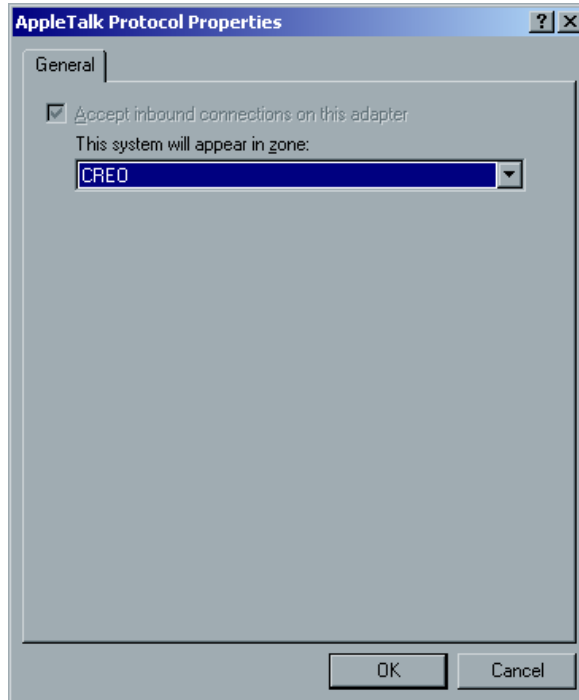 AppleTalk Protocol Properties
General
Accept inbound connections on this adapter
This system will appear in zone:
CREO
OK
Cancel